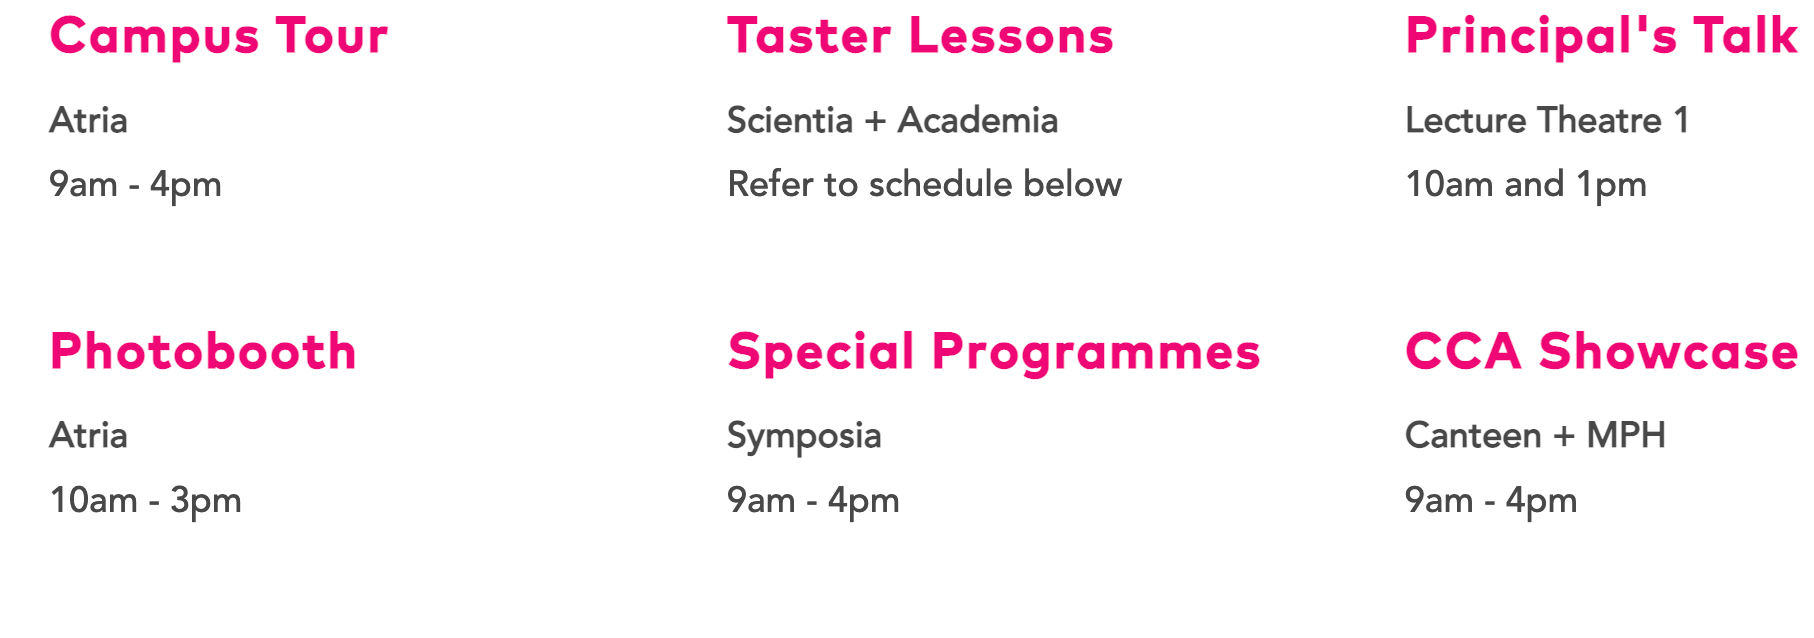 Campus Tour
Atria
9am - 4pm
Taster Lessons
Scientia + Academia
Refer to schedule below
Principal's Talk
Lecture Theatre 1
10am and 1pm
Photobooth
Atria
10am - 3pm
Special Programmes
Symposia
9am - 4pm
CCA Showcase
Canteen + MPH
9am - 4pm